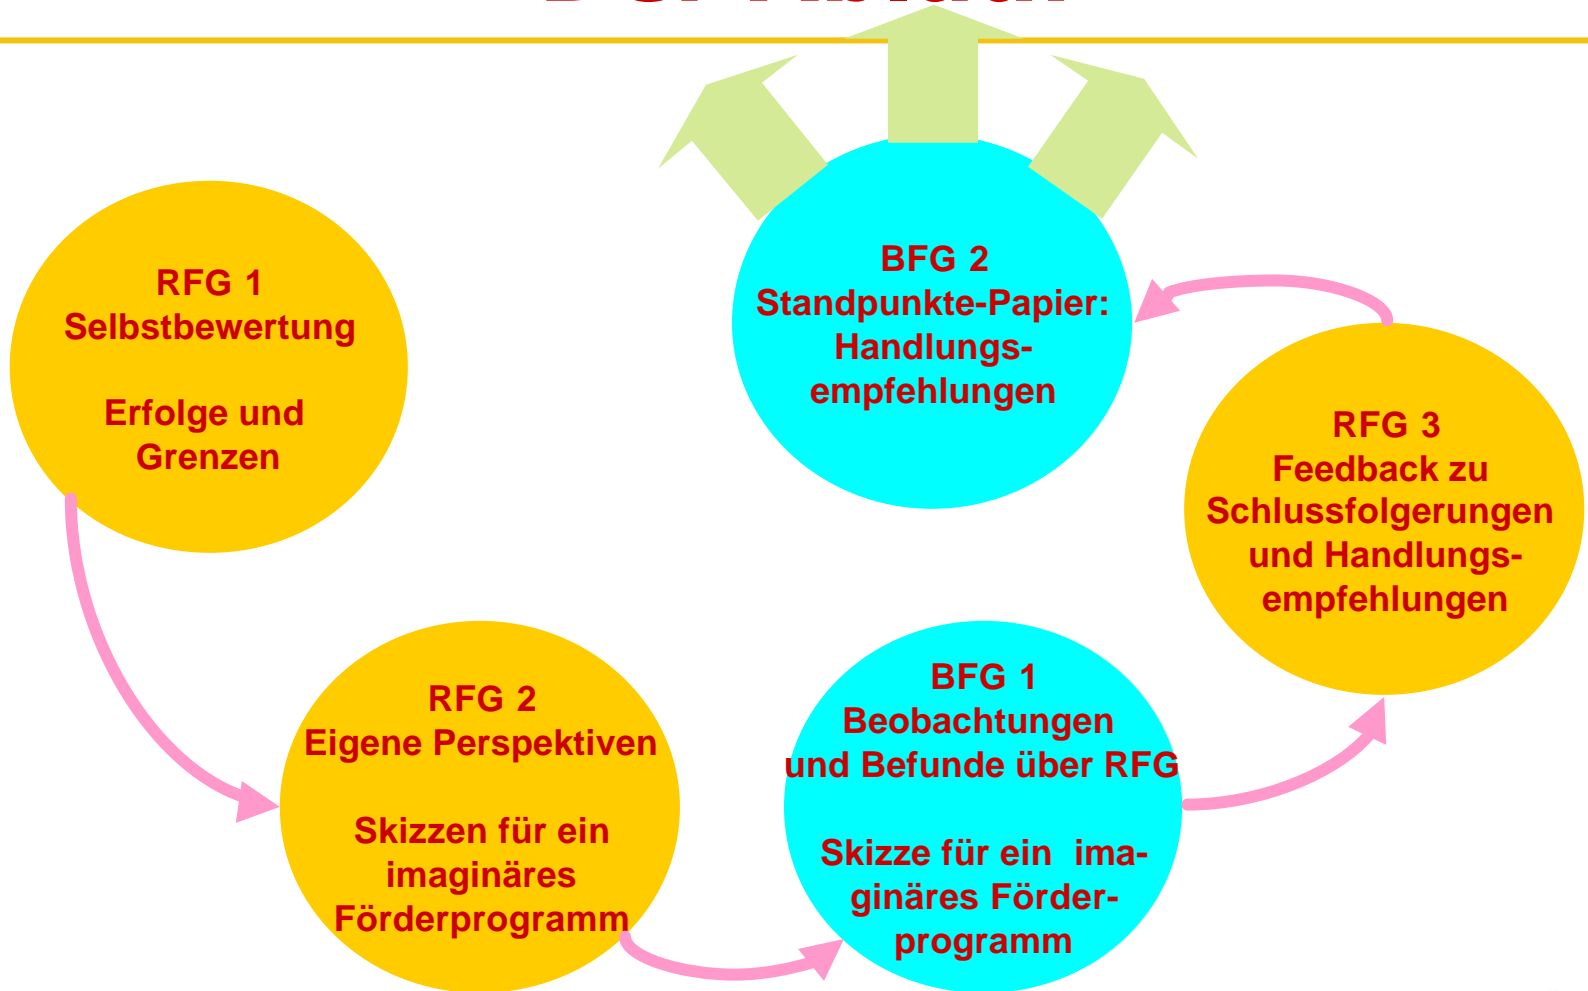 Der Ablauf
RFG 1
Selbstbewertung
Erfolge und
Grenzen
RFG 2
Eigene Perspektiven
Skizzen für ein
imaginäres
Förderprogramm
BFG 1
Beobachtungen
und Befunde über RFG
Skizze für ein ima-
ginäres Förder-
programm
RFG 3
Feedback zu
Schlussfolgerungen
und Handlungs-
empfehlungen
BFG 2
Standpunkte-Papier:
Handlungs-
empfehlungen